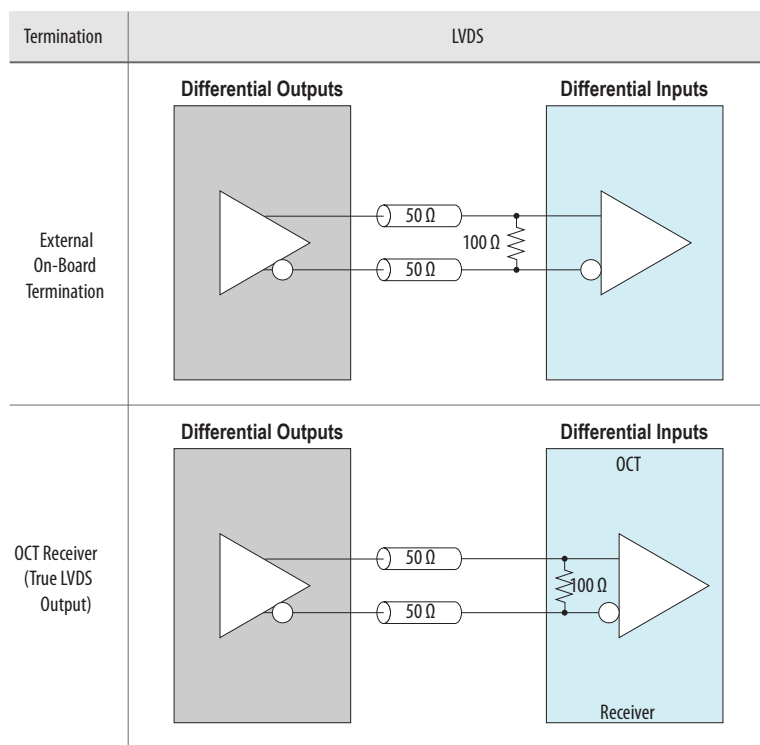 Termination
LVDS
Differential Outputs
Differential Inputs
External
On-Board
Termination
50 Ω
100 Ω
50 Ω
Differential Outputs
Differential Inputs
OCT
OCT Receiver
(True LVDS
Output)
50 Ω
100 Ω
50 Ω
Receiver